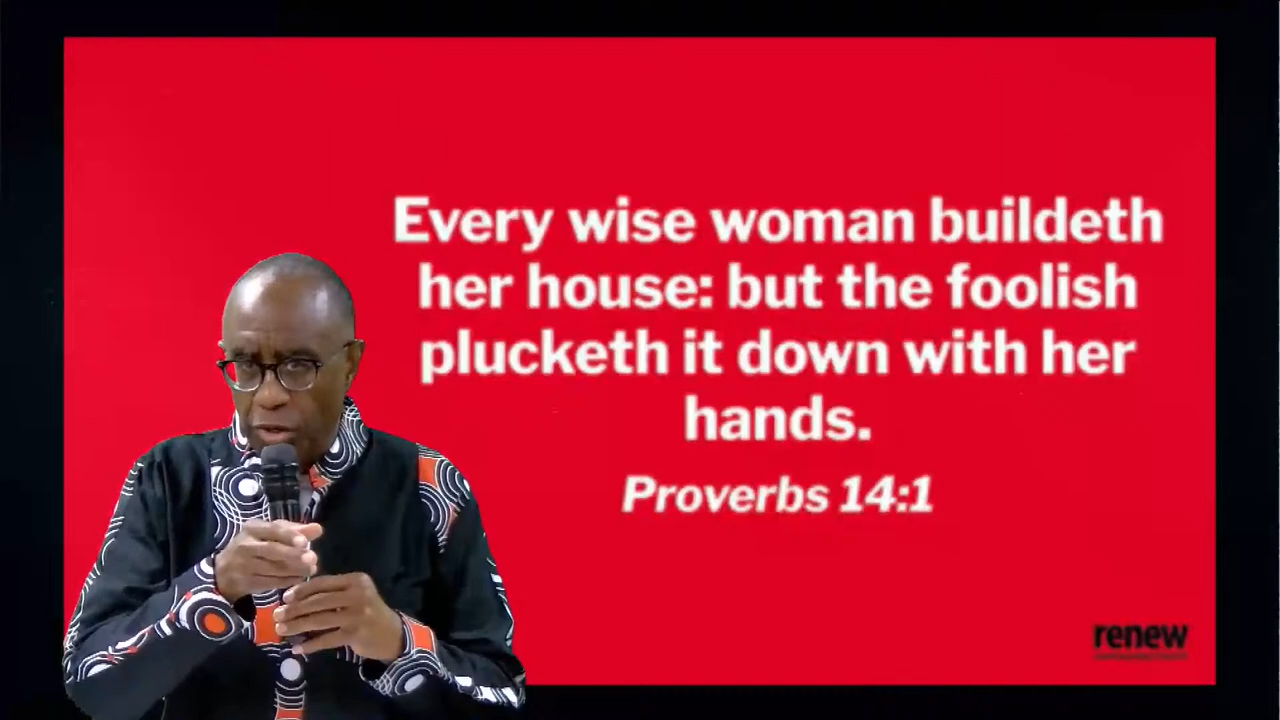 Every wise woman buildeth
her house: but the foolish
plucketh it down with her
hands.
Proverbs 14:1
renew